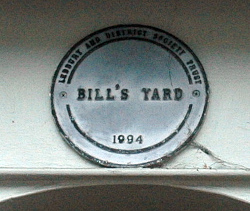 LEDBURY AND DISTRICT SOCIETY TRUST
BILL'S YARD
1994